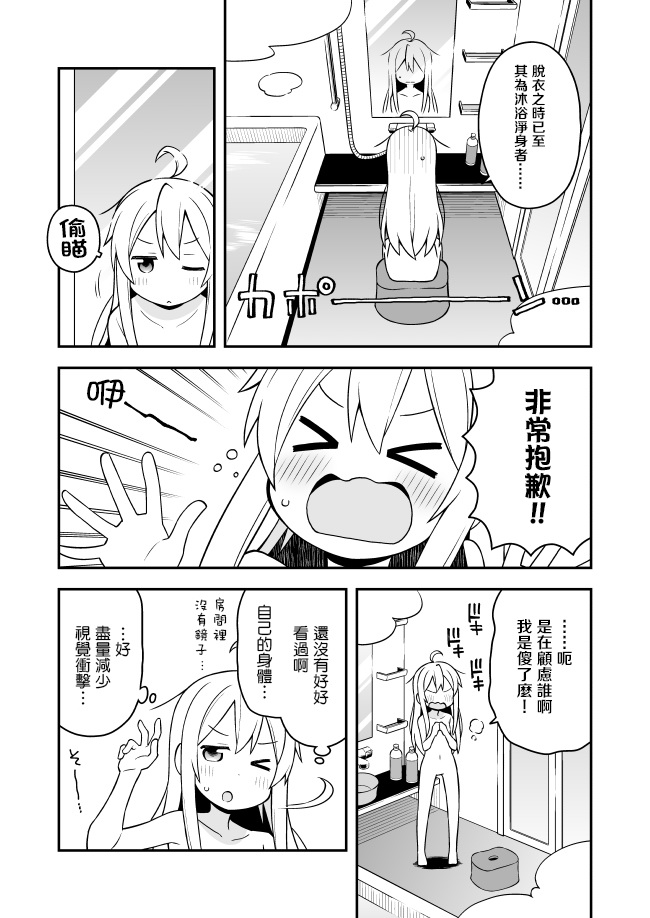 脫衣之時已至
其為沐浴淨身者……
カポーン…
偷瞄
非常抱歉!!
咿
……呃
是在顧慮誰啊
我是傻了麼!
ドキ
ドキ
ドキ
還沒有好好
看過啊
自己的身體…
房間裡
沒有鏡子…
…好
盡量減少
視覺衝擊…